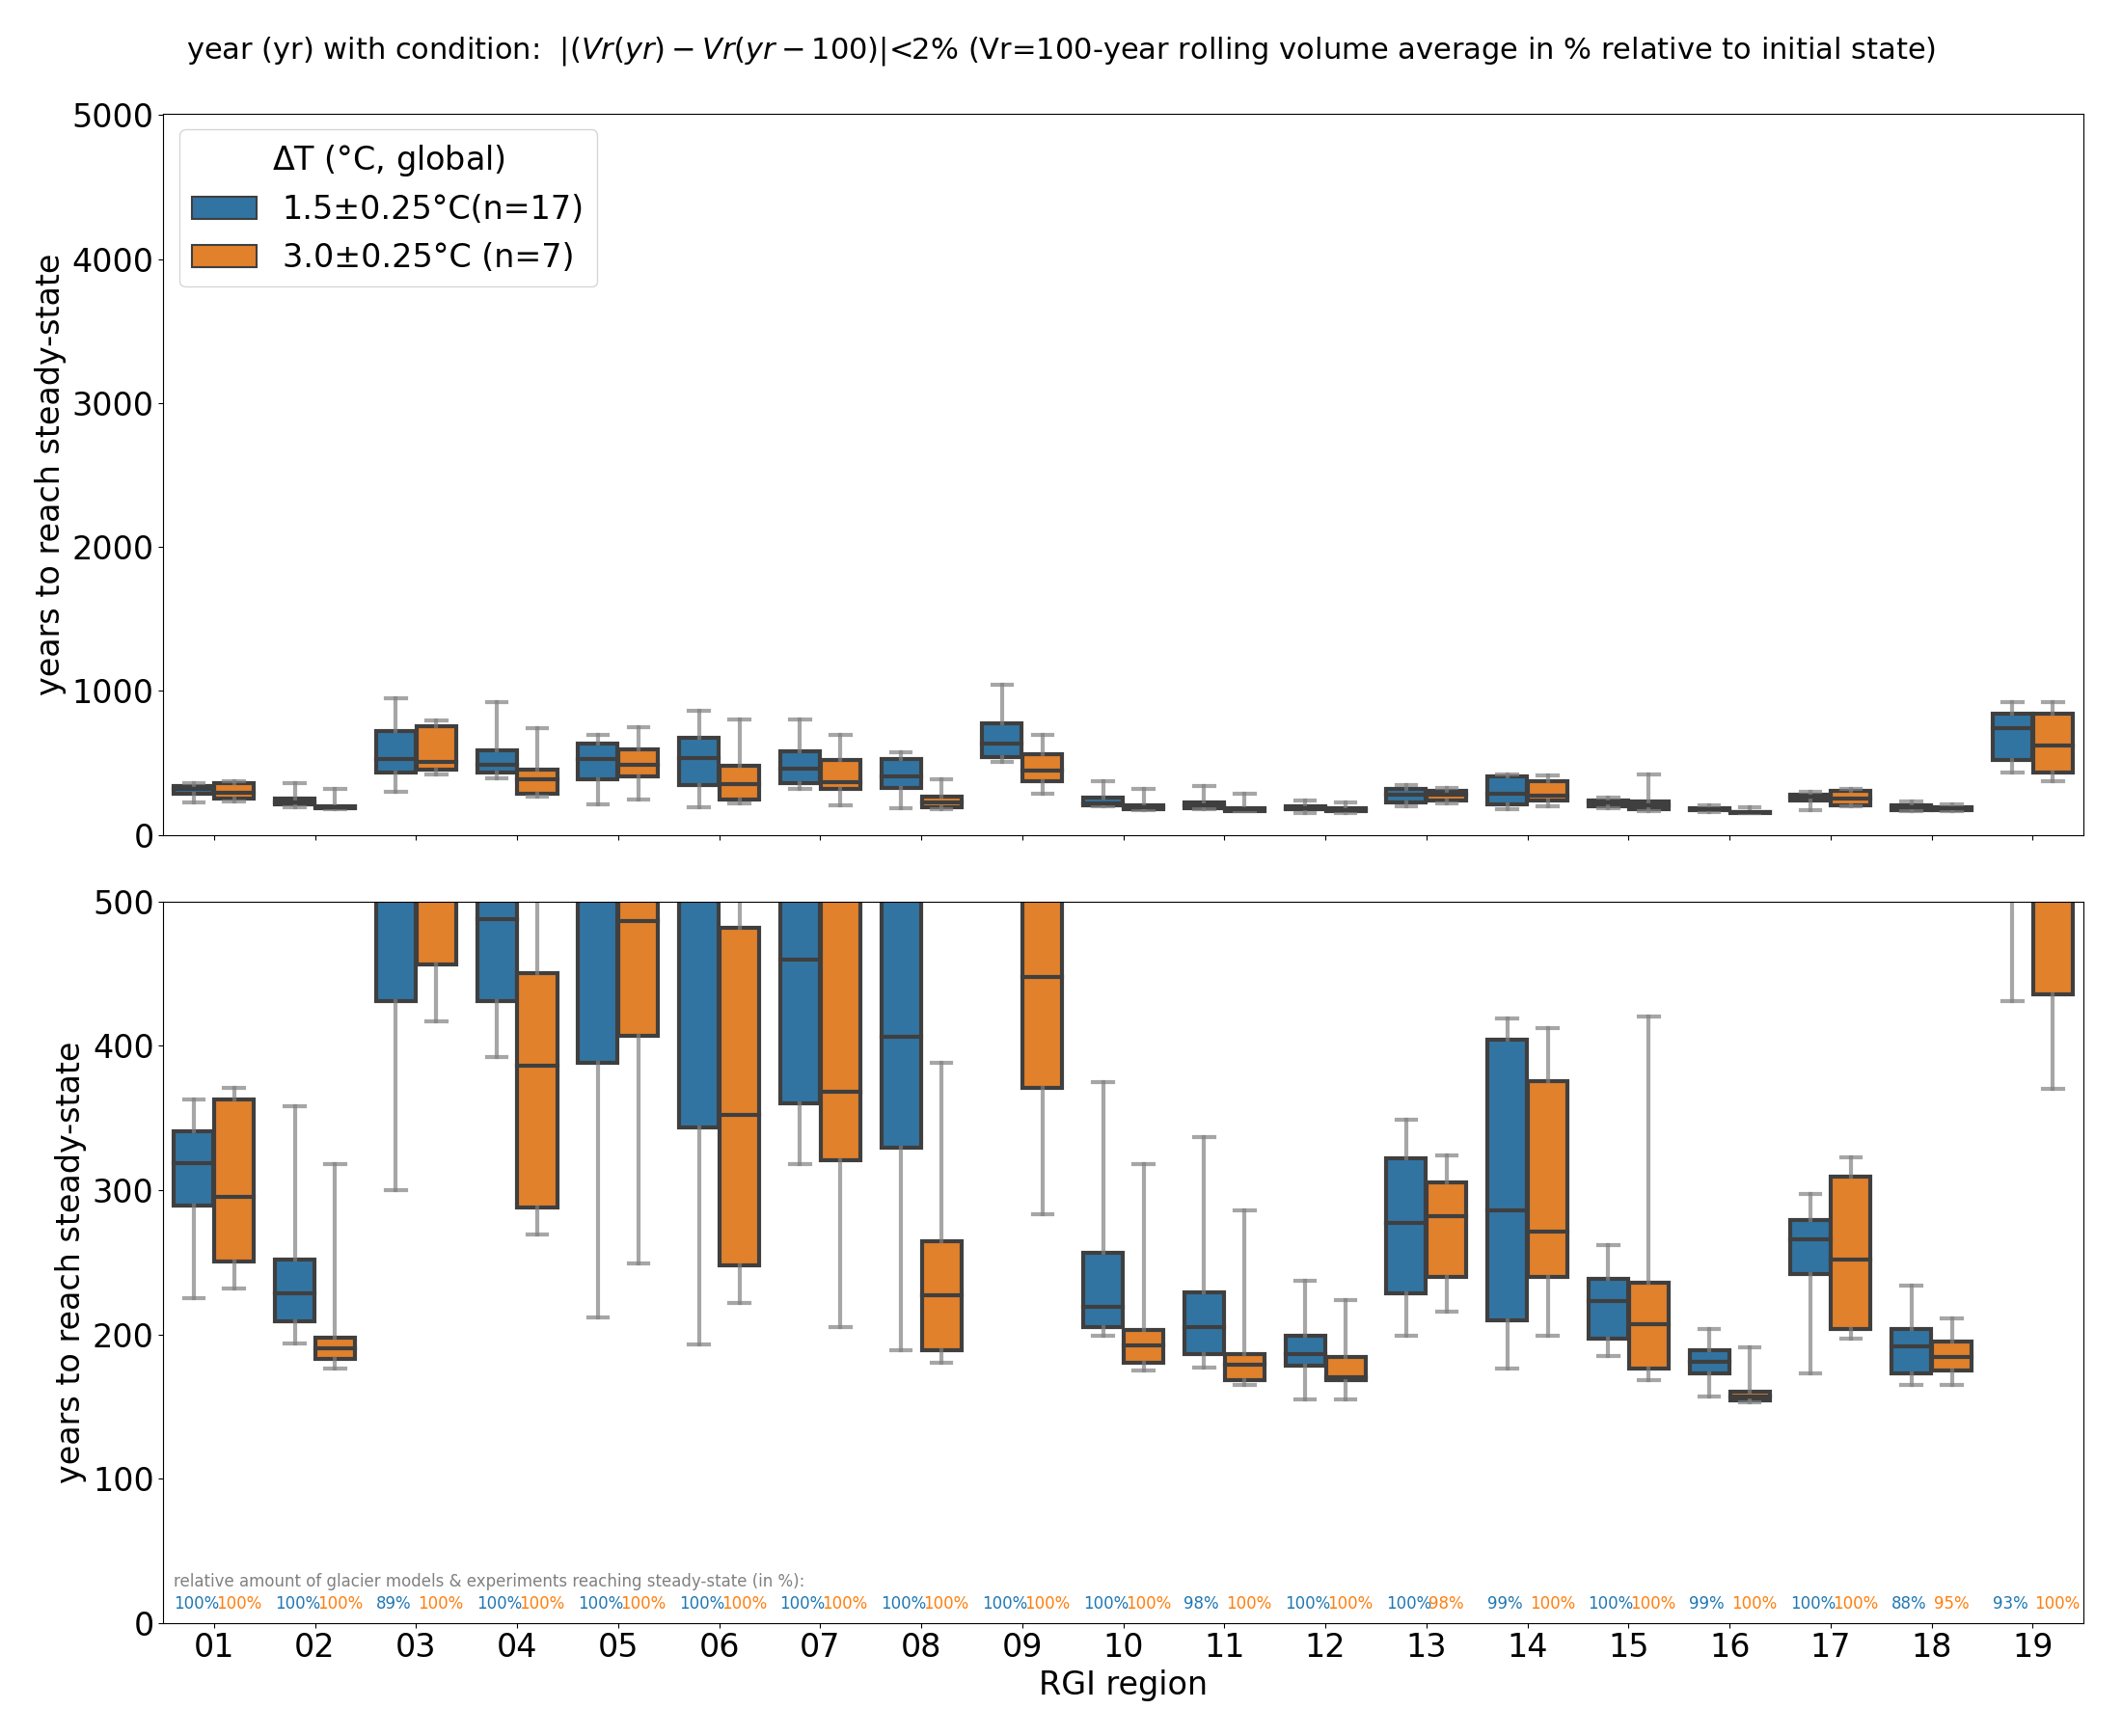 year (yr) with condition: |(Vr(yr) − Vr(yr − 100)|<2% (Vr=100-year rolling volume average in % relative to initial state)
5000
4000
3000
2000
1000
0
years to reach steady-state
ΔT (°C, global)
1.5±0.25°C(n=17)
3.0±0.25°C (n=7)
500
400
300
200
100
0
years to reach steady-state
relative amount of glacier models & experiments reaching steady-state (in %):
100% 100% 100% 100% 89% 100% 100% 100% 100% 100% 100% 100% 100% 100% 100% 100% 100% 100% 100% 100% 98% 100% 100% 100% 100% 98% 99% 100% 100% 100% 99% 100% 100% 100% 88% 95% 93% 100%
01 02 03 04 05 06 07 08 09 10 11 12 13 14 15 16 17 18 19
RGI region